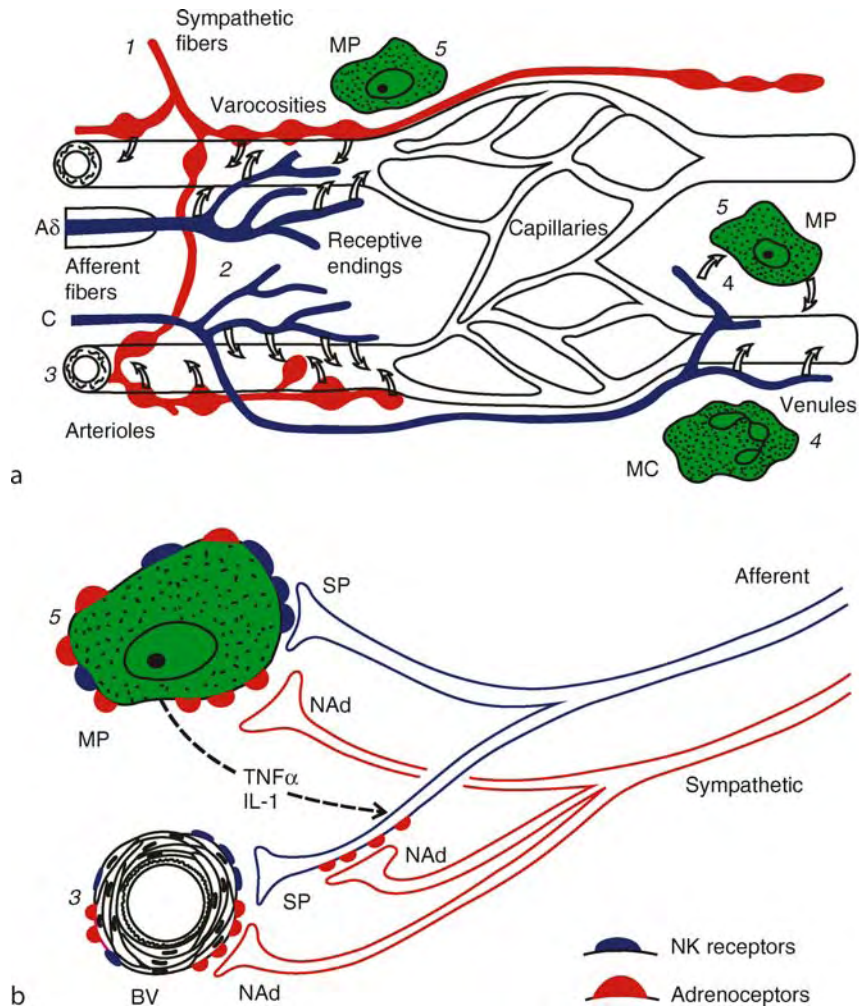 1
Sympathetic
fibers
MP
5
Varocosities
Aδ
Afferent
fibers
2
Receptive
endings
Capillaries
5
MP
4
C
3
Arterioles
Venules
MC
4
a
SP
Afferent
5
NAd
MP
TNFα
IL-1
Sympathetic
NAd
3
SP
NK receptors
BV
NAd
Adrenoceptors
b